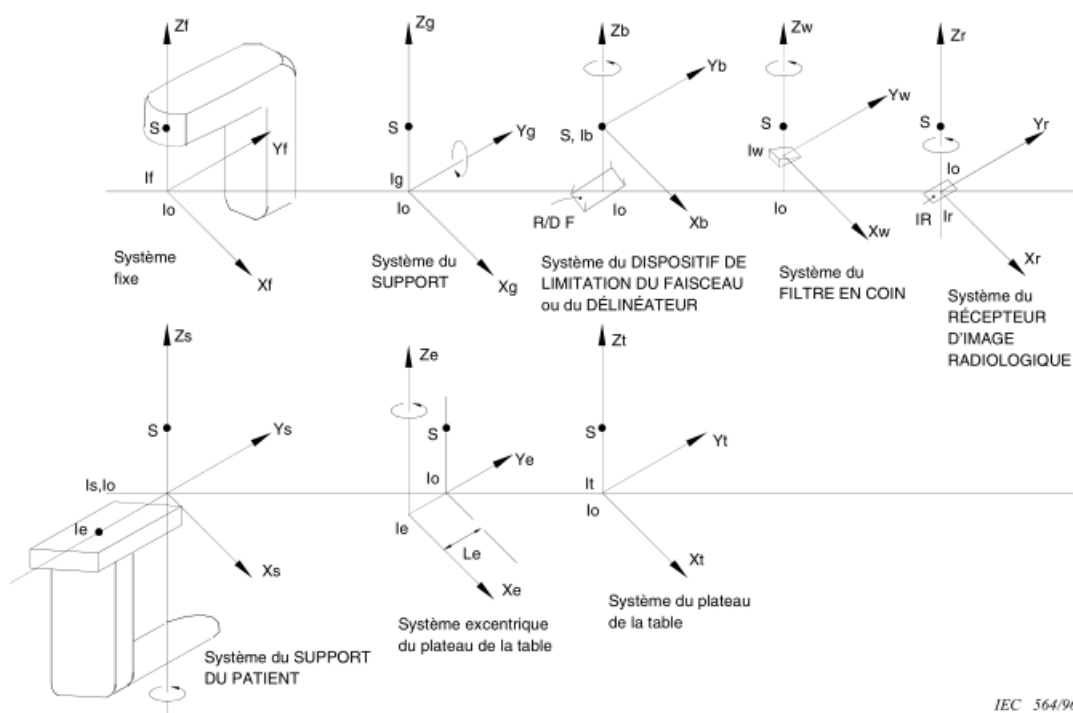 Zf
S
Yf
If
Io
Xf
Système
fixe
Zg
S
Yg
Ig
Io
Xg
Système du
SUPPORT
Zb
Yb
S, Ib
R/D F
Io
Xb
Système du DISPOSITIF DE
LIMITATION DU FAISCEAU
ou du DÉLINÉATEUR
Zw
Yw
S
Iw
Io
Xw
Système du
FILTRE EN COIN
Zr
S
Yr
Io
IR
Ir
Xr
Système du
RÉCEPTEUR
D'IMAGE
RADIOLOGIQUE
Zs
S
Ys
Is,Io
Ie
Xs
Système du SUPPORT
DU PATIENT
Ze
S
Ye
Io
Ie
Le
Xe
Système excentrique
du plateau de la table
Zt
S
Yt
It
Io
Xt
Système du plateau
de la table
IEC 564/96